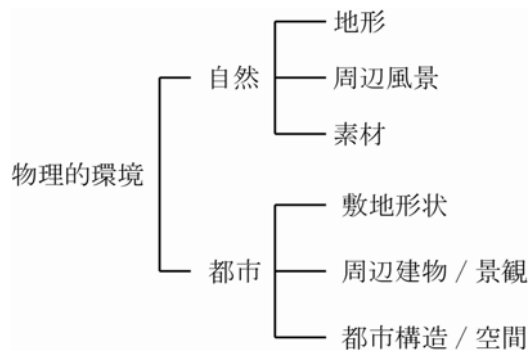 地形
自然
周辺風景
素材
物理的環境
敷地形状
都市
周辺建物 / 景観
都市構造 / 空間